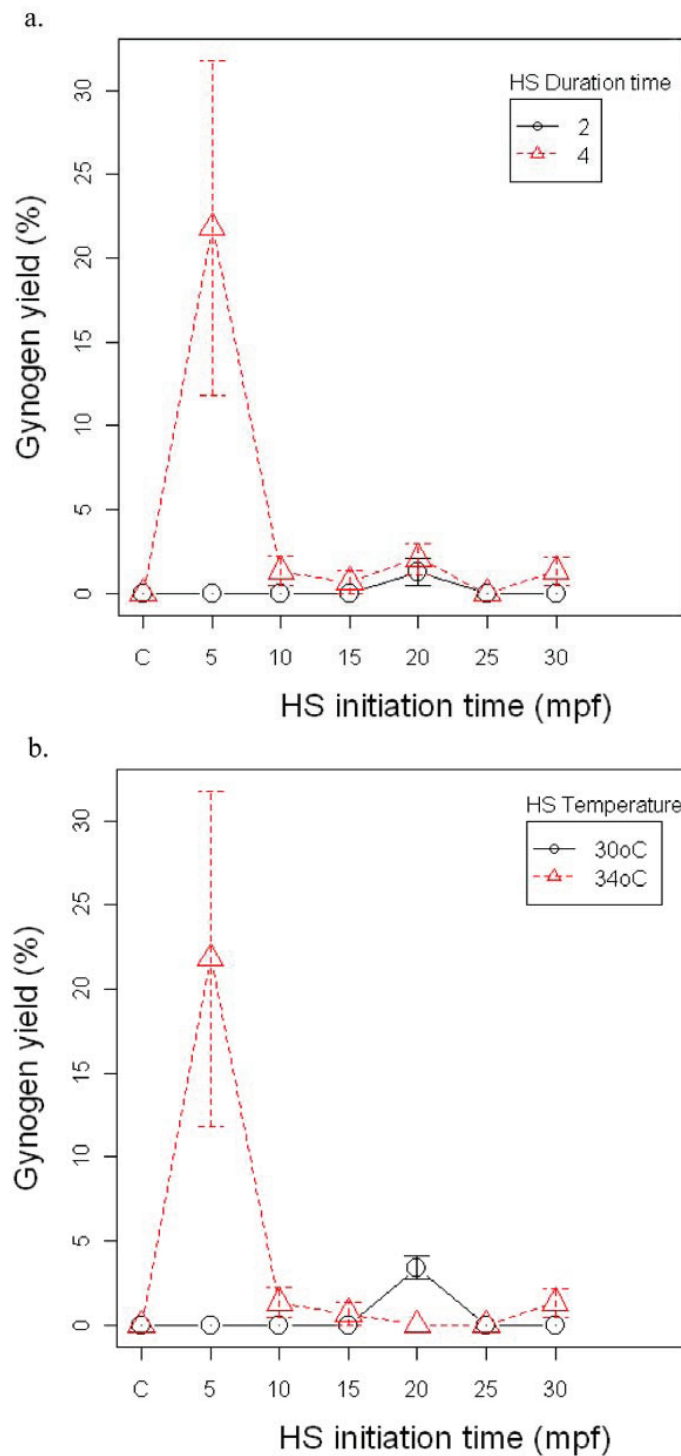 a.
HS Duration time
2
4
Gynogen yield (%)
30
25
20
15
10
5
0
C 5 10 15 20 25 30
HS initiation time (mpf)
b.
HS Temperature
30oC
34oC
Gynogen yield (%)
30
25
20
15
10
5
0
C 5 10 15 20 25 30
HS initiation time (mpf)